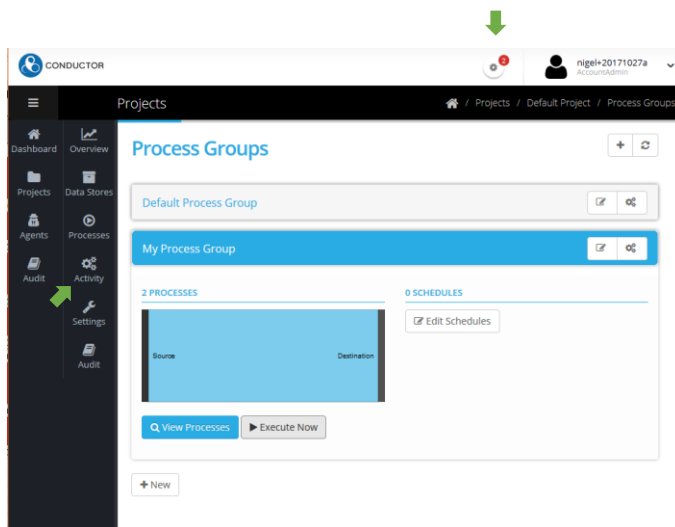 CONDUCTOR
2
nigel+20171027a
AccountAdmin
Projects
/ Projects / Default Project / Process Groups
Dashboard
Overview
Projects
Data Stores
Agents
Processes
Audit
Activity
Settings
Audit
Process Groups
Default Process Group
My Process Group
2 PROCESSES
0 SCHEDULES
Source
Destination
Edit Schedules
View Processes
Execute Now
+ New